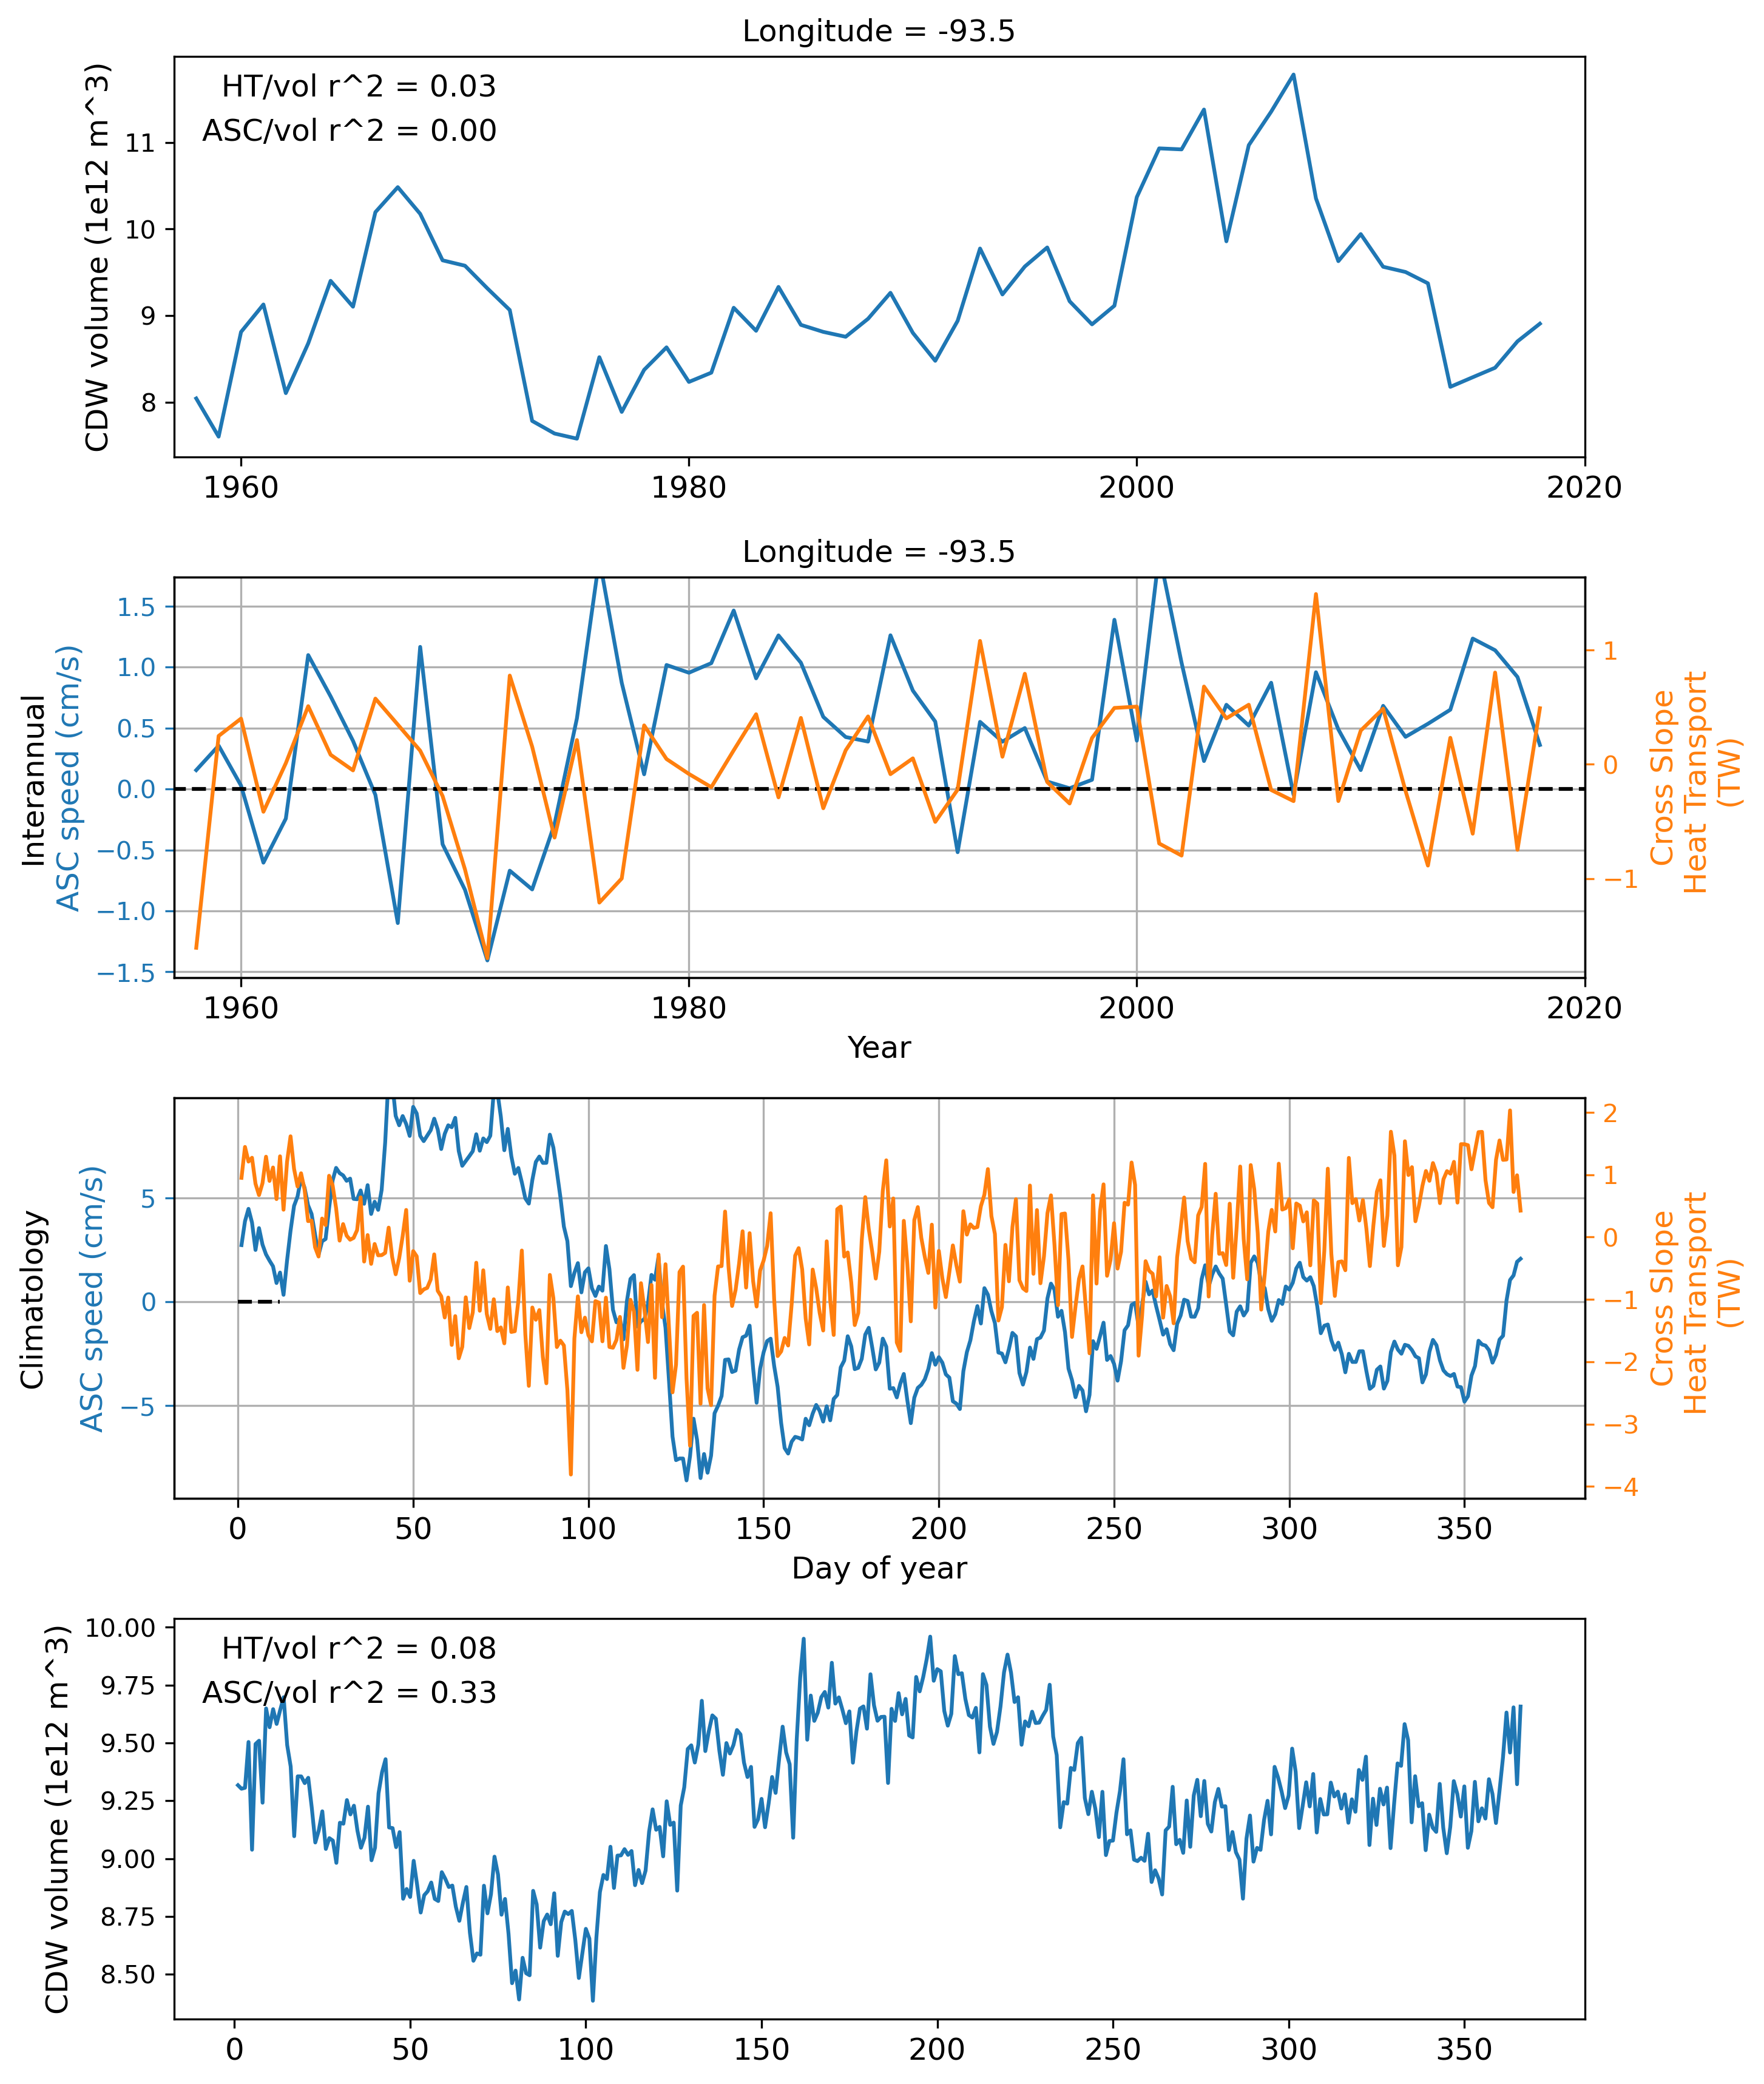 Longitude = -93.5
HT/vol r^2 = 0.03
ASC/vol r^2 = 0.00
CDW volume (1e12 m^3)
11
10
9
8
1960
1980
2000
2020
Longitude = -93.5
Interannual
ASC speed (cm/s)
1.5
1.0
0.5
0.0
−0.5
−1.0
−1.5
1
0
−1
Cross Slope
Heat Transport
(TW)
1960
1980
2000
2020
Year
Climatology
ASC speed (cm/s)
5
0
−5
2
1
0
−1
−2
−3
−4
Cross Slope
Heat Transport
(TW)
0
50
100
150
200
250
300
350
Day of year
HT/vol r^2 = 0.08
ASC/vol r^2 = 0.33
CDW volume (1e12 m^3)
10.00
9.75
9.50
9.25
9.00
8.75
8.50
0
50
100
150
200
250
300
350